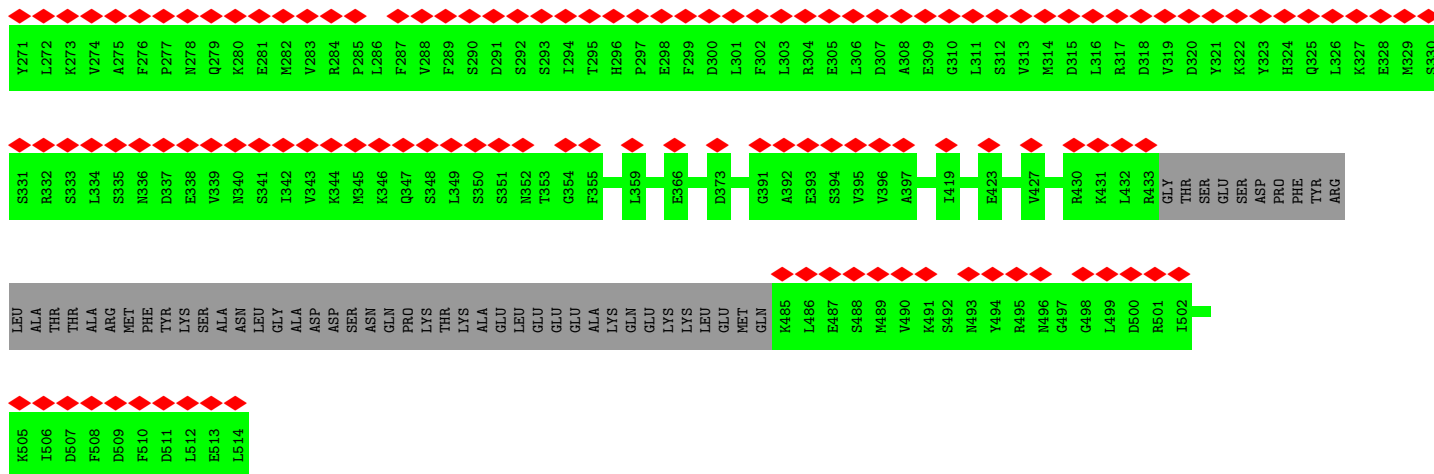 Y271 L272 K273 V274 A275 F276 P277 N278 Q279 K280 E281 M282 V283 R284 P285 L286 F287 V288 F289 S290 D291 S292 S293 I294 T295 H296 P297 E298 F299 D300 L301 F302 L303 R304 E305 L306 D307 A308 E309 G310 L311 S312 V313 M314 D315 L316 R317 D318 V319 D320 Y321 K322 Y323 H324 Q325 L326 K327 E328 M329 S330
S331 R332 S333 L334 S335 N336 D337 E338 V339 N340 S341 I342 V343 K344 M345 K346 Q347 S348 L349 S350 S351 N352 T353 G354 F355 L359 E366 D373 G391 A392 E393 S394 V395 V396 A397 I419 E423 V427 R430 K431 L432 R433 GLY THR SER GLU SER ASP PRO PHE TYR ARG
LEU ALA THR THR ALA ARG MET PHE TYR LYS SER ALA ASN LEU GLY ALA ASP ASP SER ASN GLN PRO LYS THR LYS ALA GLU LEU GLU GLU ALA LYS GLN GLU LYS LYS LEU GLU MET GLN K485 L486 E487 S488 M489 V490 K491 S492 N493 Y494 R495 N496 G497 G498 L499 D500 R501 I502
K505 I506 D507 F508 D509 F510 D511 L512 E513 L514